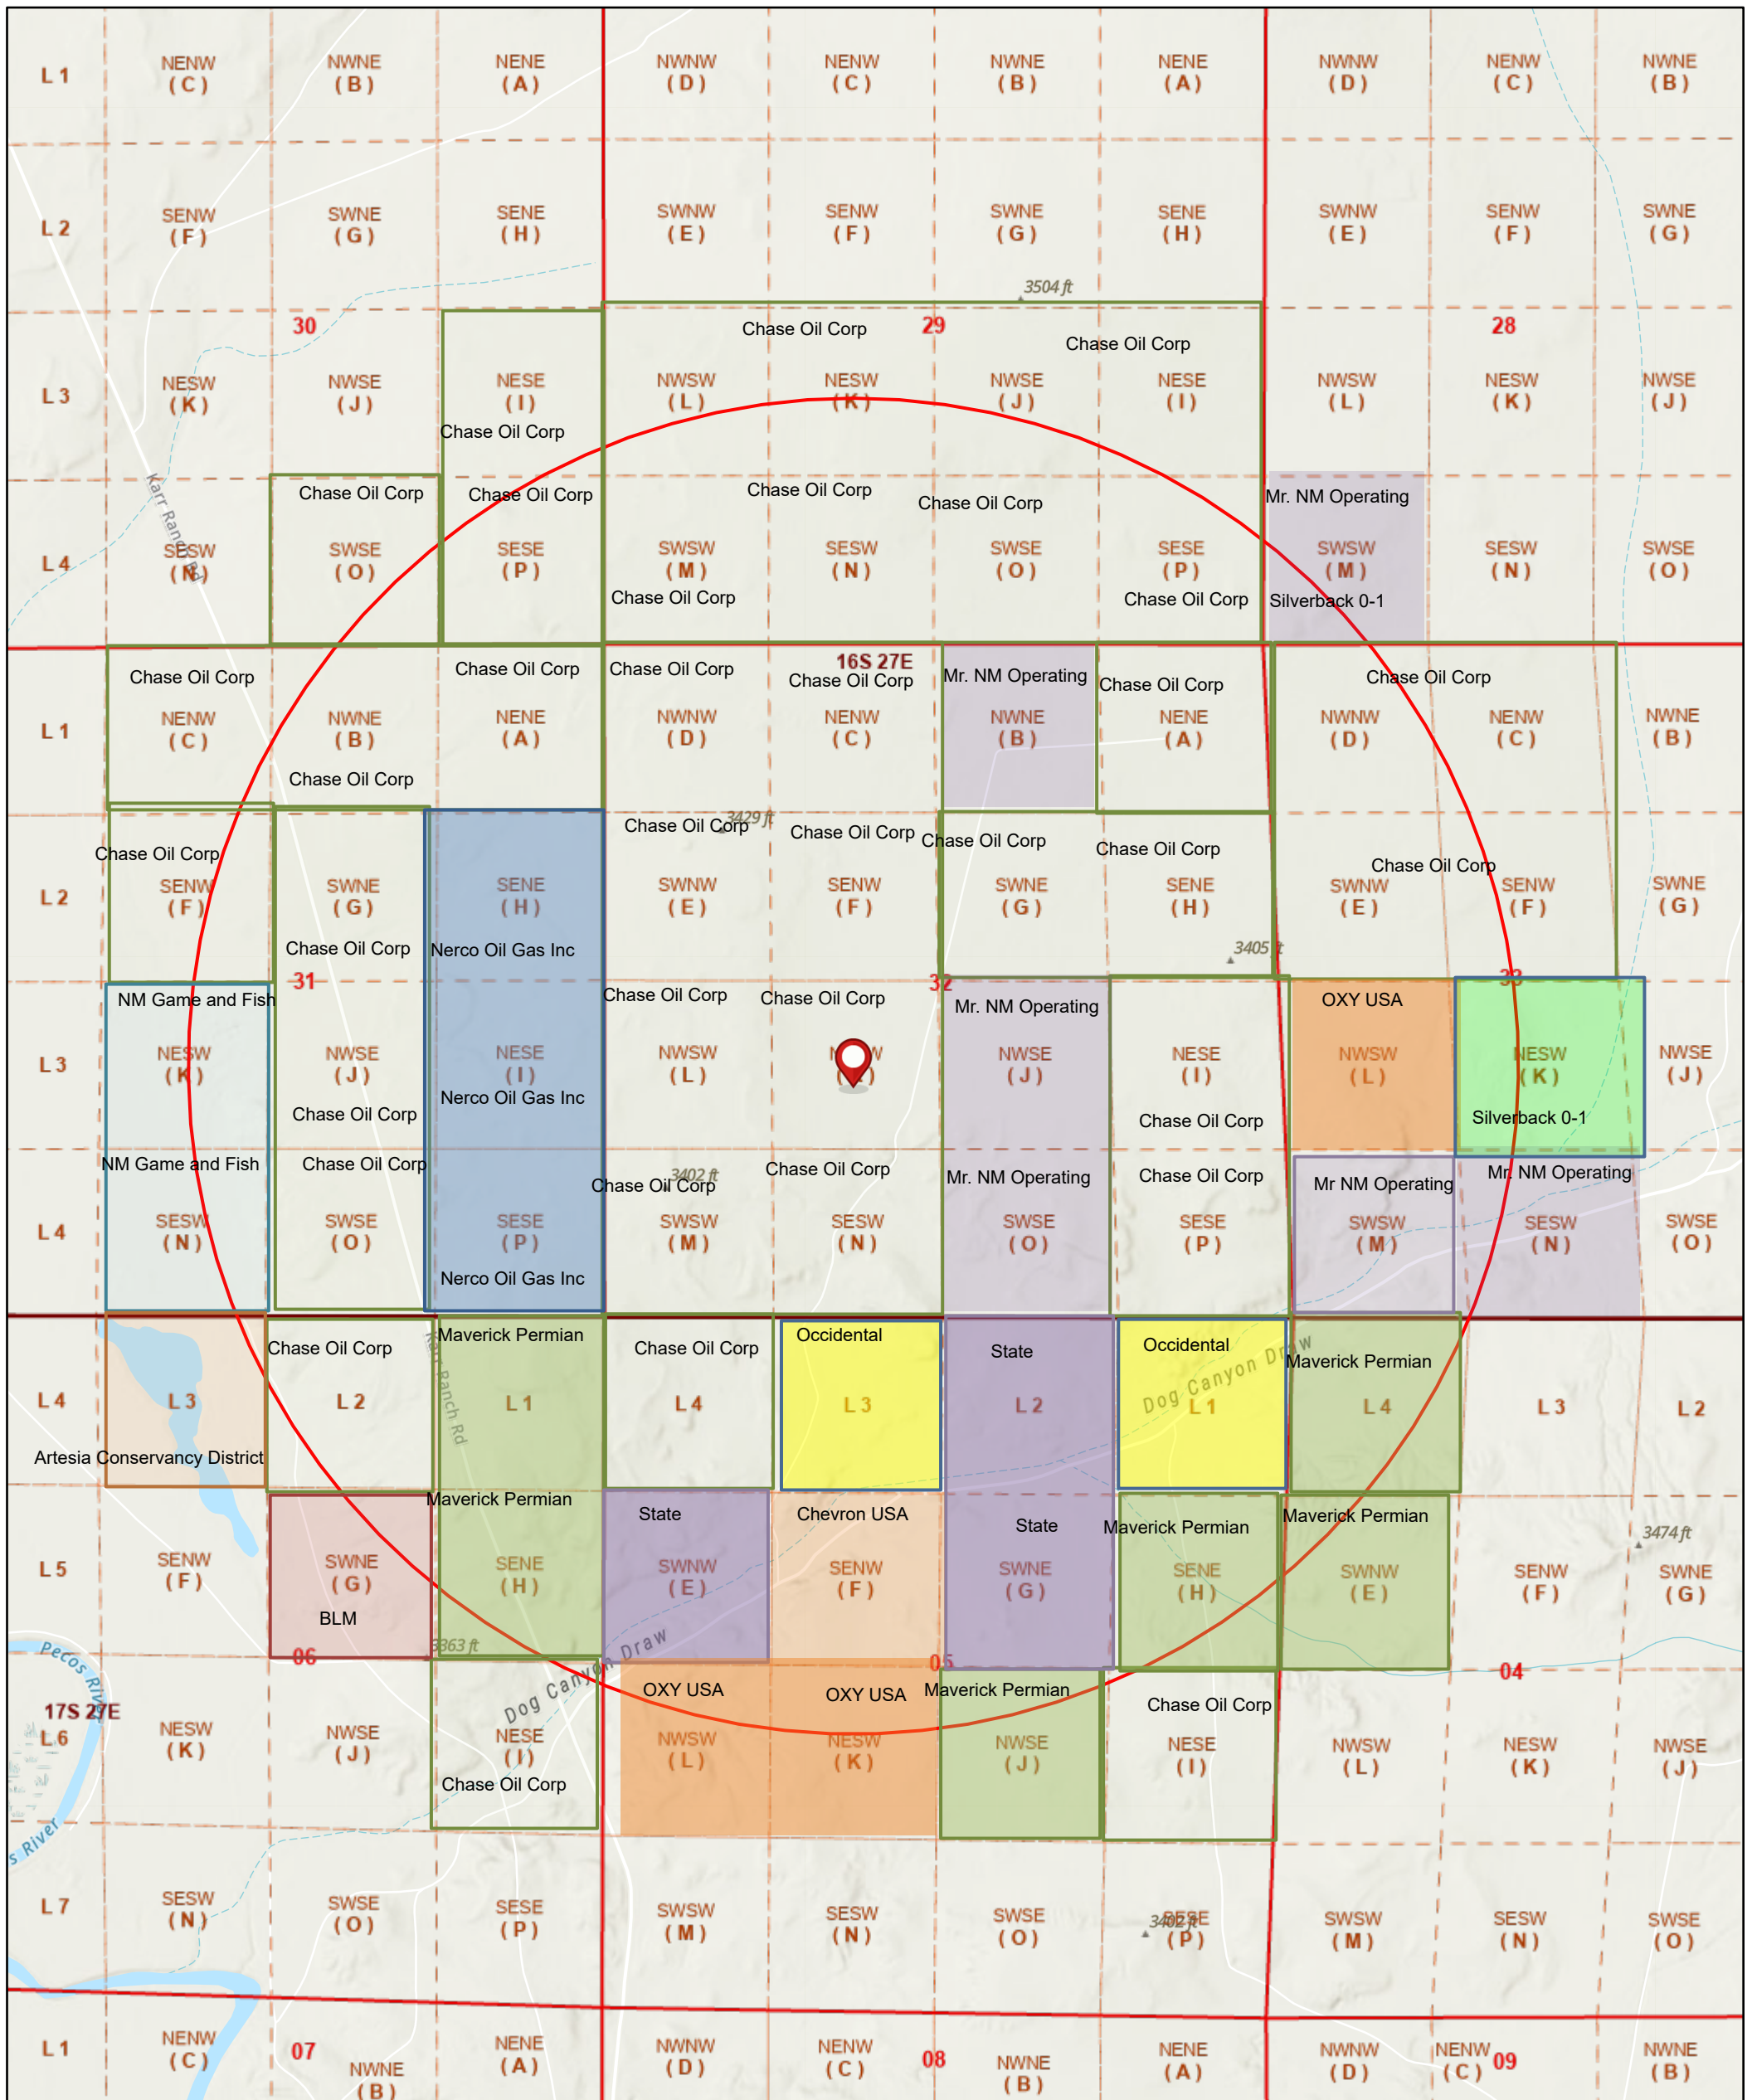 L 1
NENW
( C )
NWNE
( B )
NENE
( A )
NWNW
( D )
NENW
( C )
NWNE
( B )
NENE
( A )
NWNW
( D )
NENW
( C )
NWNE
( B )
L 2
SENW
( F )
SWNE
( G )
SENE
( H )
SWNW
( E )
SENW
( F )
SWNE
( G )
SENE
( H )
SWNW
( E )
SENW
( F )
SWNE
( G )
3504 ft
30
29
28
Chase Oil Corp
Chase Oil Corp
L 3
NESW
( K )
NWSE
( J )
NESE
( I )
NWSW
( L )
NESW
( K )
NWSE
( J )
NESE
( I )
NWSW
( L )
NESW
( K )
NWSE
( J )
Chase Oil Corp
Karr Ranch Rd
Chase Oil Corp
Chase Oil Corp
Chase Oil Corp
Chase Oil Corp
Mr. NM Operating
L 4
SESW
( N )
SWSE
( O )
SESE
( P )
SWSW
( M )
SESW
( N )
SWSE
( O )
SESE
( P )
SWSW
( M )
SESW
( N )
SWSE
( O )
Chase Oil Corp
Chase Oil Corp
Silverback 0-1
16S 27E
Chase Oil Corp
Chase Oil Corp
Chase Oil Corp
Chase Oil Corp
Mr. NM Operating
Chase Oil Corp
Chase Oil Corp
L 1
NENW
( C )
NWNE
( B )
NENE
( A )
NWNW
( D )
NENW
( C )
NWNE
( B )
NENE
( A )
NWNW
( D )
NENW
( C )
NWNE
( B )
Chase Oil Corp
3429 ft
Chase Oil Corp
Chase Oil Corp
Chase Oil Corp
Chase Oil Corp
Chase Oil Corp
Chase Oil Corp
L 2
SENW
( F )
SWNE
( G )
SENE
( H )
SWNW
( E )
SENW
( F )
SWNE
( G )
SENE
( H )
SWNW
( E )
SENW
( F )
SWNE
( G )
Chase Oil Corp
Nerco Oil Gas Inc
3405 ft
31
32
33
NM Game and Fish
Chase Oil Corp
Chase Oil Corp
Mr. NM Operating
OXY USA
L 3
NESW
( K )
NWSE
( J )
NESE
( I )
NWSW
( L )
NWSE
( J )
NESE
( I )
NWSW
( L )
NESW
( K )
NWSE
( J )
Chase Oil Corp
Nerco Oil Gas Inc
Chase Oil Corp
Silverback 0-1
NM Game and Fish
Chase Oil Corp
3402 ft
Chase Oil Corp
Chase Oil Corp
Mr. NM Operating
Chase Oil Corp
Mr NM Operating
Mr. NM Operating
L 4
SESW
( N )
SWSE
( O )
SESE
( P )
SWSW
( M )
SESW
( N )
SWSE
( O )
SESE
( P )
SWSW
( M )
SESW
( N )
SWSE
( O )
Nerco Oil Gas Inc
Chase Oil Corp
Maverick Permian
Chase Oil Corp
Occidental
State
Occidental
Maverick Permian
Karr Ranch Rd
Dog Canyon Draw
L 4
L 3
L 2
L 1
L 4
L 3
L 2
L 1
L 4
L 3
L 2
Artesia Conservancy District
Maverick Permian
State
Chevron USA
State
Maverick Permian
Maverick Permian
3474 ft
L 5
SENW
( F )
SWNE
( G )
SENE
( H )
SWNW
( E )
SENW
( F )
SWNE
( G )
SENE
( H )
SWNW
( E )
SENW
( F )
SWNE
( G )
BLM
Pecos River
06
3363 ft
Dog Canyon Draw
05
04
17S 27E
OXY USA
OXY USA
Maverick Permian
Chase Oil Corp
L 6
NESW
( K )
NWSE
( J )
NESE
( I )
NWSW
( L )
NESW
( K )
NWSE
( J )
NESE
( I )
NWSW
( L )
NESW
( K )
NWSE
( J )
Chase Oil Corp
s River
L 7
SESW
( N )
SWSE
( O )
SESE
( P )
SWSW
( M )
SESW
( N )
SWSE
( O )
3402 ft
SESE
( P )
SWSW
( M )
SESW
( N )
SWSE
( O )
L 1
NENW
( C )
07
NWNE
( B )
NENE
( A )
NWNW
( D )
NENW
( C )
08
NWNE
( B )
NENE
( A )
NWNW
( D )
NENW
( C )
09
NWNE
( B )